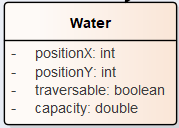 Water
- positionX: int
- positionY: int
- traversable: boolean
- capacity: double